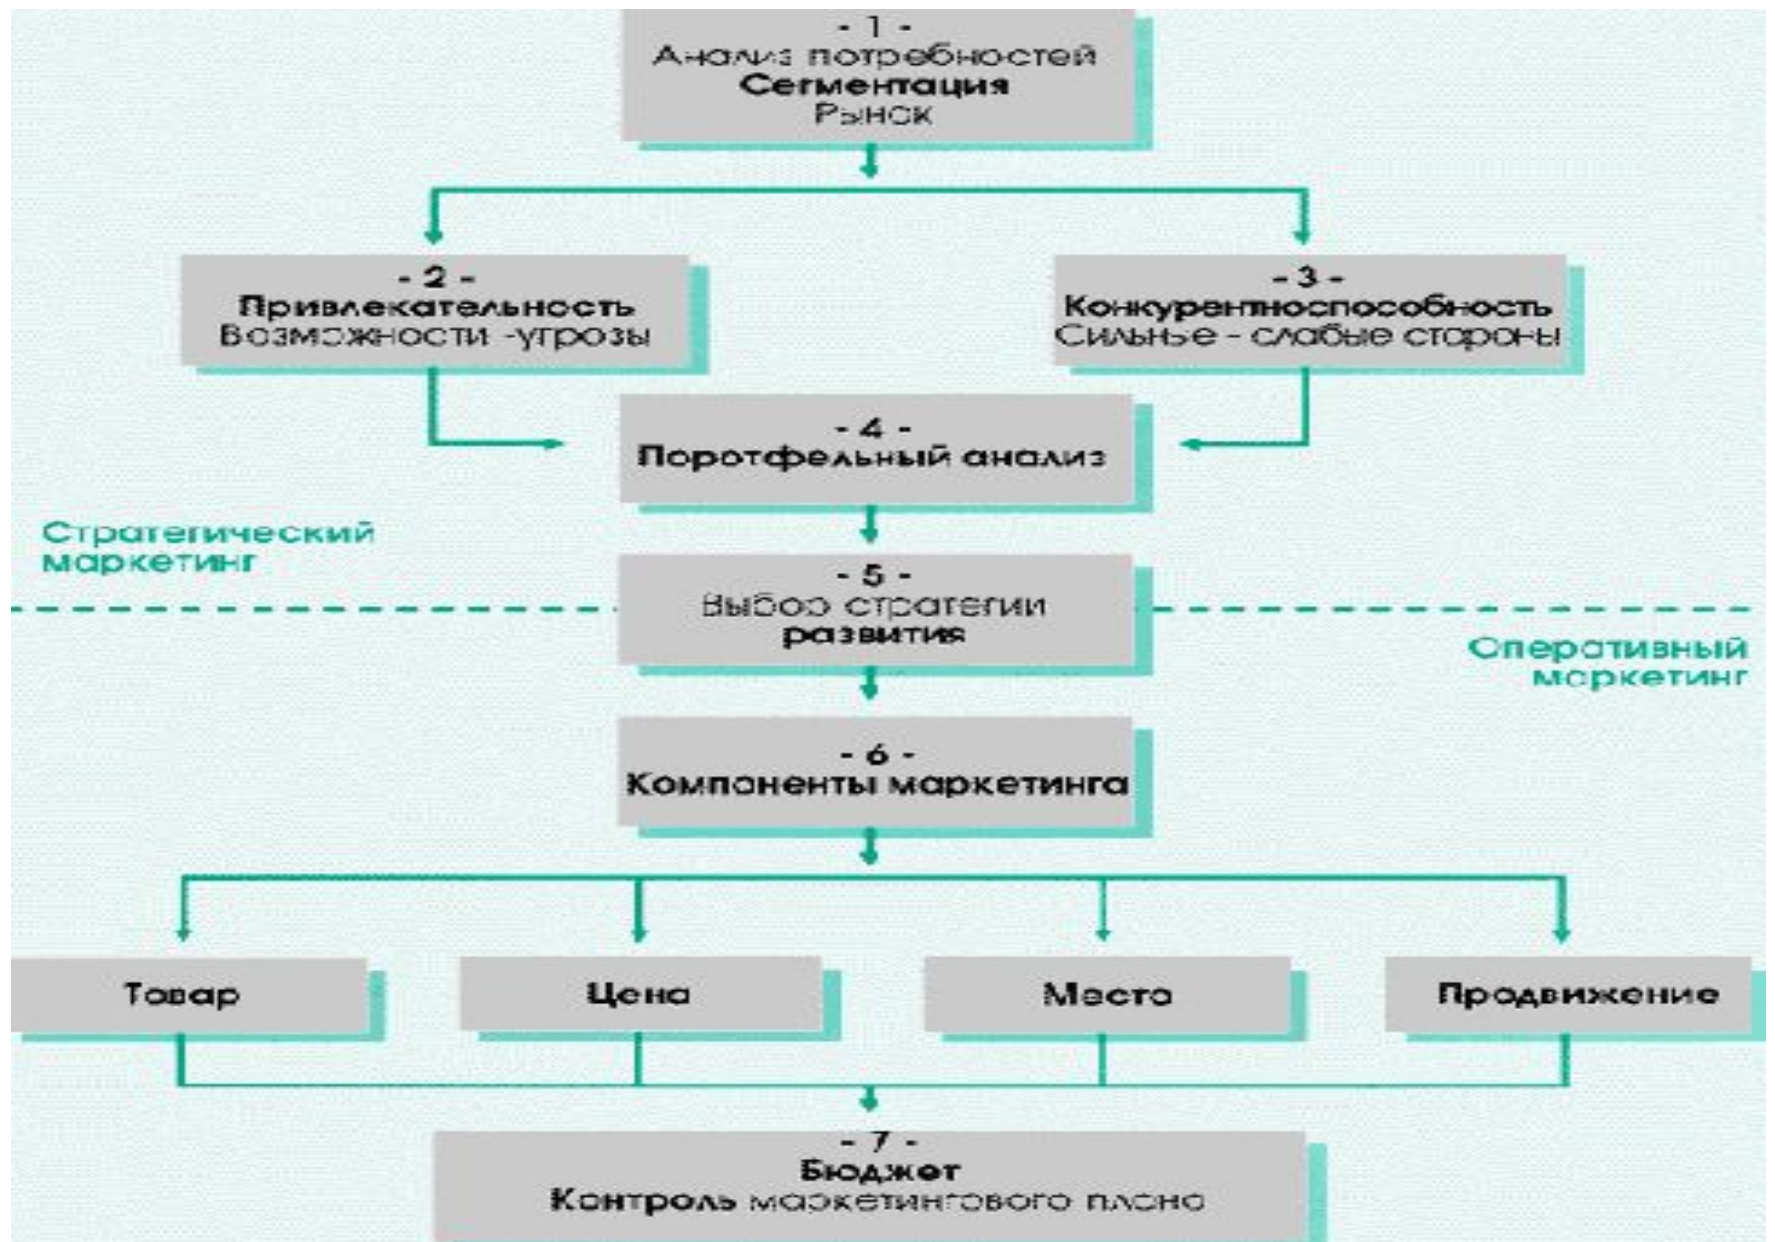 - 1 -
Анализ потребностей
Сегментация
Рынок
- 2 -
Привлекательность
Возможности -угрозы
- 3 -
Конкурентноспособность
Сильные - слабые стороны
- 4 -
Поротфельный анализ
Стратегический
маркетинг
- 5 -
Выбор стратегии
развития
Оперативный
маркетинг
- 6 -
Компоненты маркетинга
Товар
Цена
Место
Продвижение
- 7 -
Бюджет
Контроль маркетингового плана